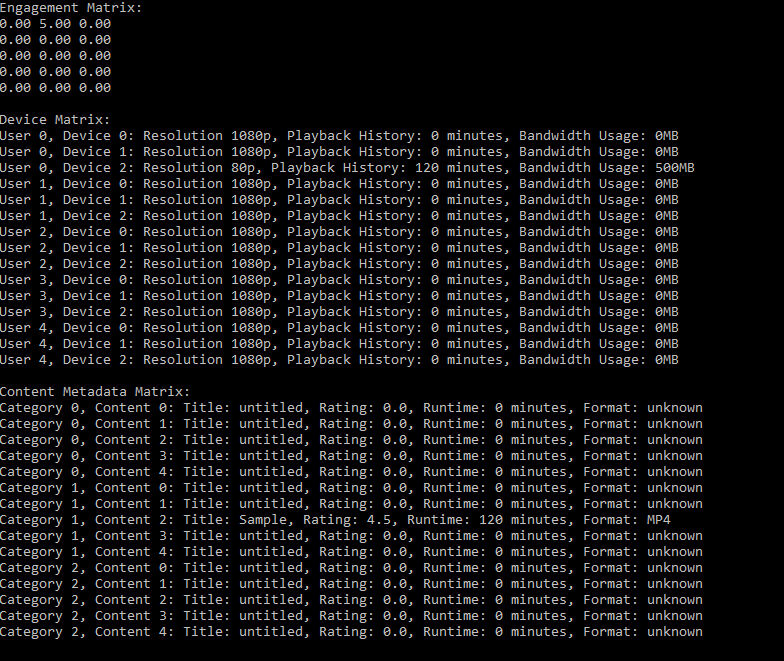 Engagement Matrix:
0.00 5.00 0.00
0.00 0.00 0.00
0.00 0.00 0.00
0.00 0.00 0.00
0.00 0.00 0.00
Device Matrix:
User 0, Device 0: Resolution 1080p, Playback History: 0 minutes, Bandwidth Usage: 0MB
User 0, Device 1: Resolution 1080p, Playback History: 0 minutes, Bandwidth Usage: 0MB
User 0, Device 2: Resolution 80p, Playback History: 120 minutes, Bandwidth Usage: 500MB
User 1, Device 0: Resolution 1080p, Playback History: 0 minutes, Bandwidth Usage: 0MB
User 1, Device 1: Resolution 1080p, Playback History: 0 minutes, Bandwidth Usage: 0MB
User 1, Device 2: Resolution 1080p, Playback History: 0 minutes, Bandwidth Usage: 0MB
User 2, Device 0: Resolution 1080p, Playback History: 0 minutes, Bandwidth Usage: 0MB
User 2, Device 1: Resolution 1080p, Playback History: 0 minutes, Bandwidth Usage: 0MB
User 2, Device 2: Resolution 1080p, Playback History: 0 minutes, Bandwidth Usage: 0MB
User 3, Device 0: Resolution 1080p, Playback History: 0 minutes, Bandwidth Usage: 0MB
User 3, Device 1: Resolution 1080p, Playback History: 0 minutes, Bandwidth Usage: 0MB
User 3, Device 2: Resolution 1080p, Playback History: 0 minutes, Bandwidth Usage: 0MB
User 4, Device 0: Resolution 1080p, Playback History: 0 minutes, Bandwidth Usage: 0MB
User 4, Device 1: Resolution 1080p, Playback History: 0 minutes, Bandwidth Usage: 0MB
User 4, Device 2: Resolution 1080p, Playback History: 0 minutes, Bandwidth Usage: 0MB
Content Metadata Matrix:
Category 0, Content 0: Title: untitled, Rating: 0.0, Runtime: 0 minutes, Format: unknown
Category 0, Content 1: Title: untitled, Rating: 0.0, Runtime: 0 minutes, Format: unknown
Category 0, Content 2: Title: untitled, Rating: 0.0, Runtime: 0 minutes, Format: unknown
Category 0, Content 3: Title: untitled, Rating: 0.0, Runtime: 0 minutes, Format: unknown
Category 0, Content 4: Title: untitled, Rating: 0.0, Runtime: 0 minutes, Format: unknown
Category 1, Content 0: Title: untitled, Rating: 0.0, Runtime: 0 minutes, Format: unknown
Category 1, Content 1: Title: untitled, Rating: 0.0, Runtime: 0 minutes, Format: unknown
Category 1, Content 2: Title: Sample, Rating: 4.5, Runtime: 120 minutes, Format: MP4
Category 1, Content 3: Title: untitled, Rating: 0.0, Runtime: 0 minutes, Format: unknown
Category 1, Content 4: Title: untitled, Rating: 0.0, Runtime: 0 minutes, Format: unknown
Category 2, Content 0: Title: untitled, Rating: 0.0, Runtime: 0 minutes, Format: unknown
Category 2, Content 1: Title: untitled, Rating: 0.0, Runtime: 0 minutes, Format: unknown
Category 2, Content 2: Title: untitled, Rating: 0.0, Runtime: 0 minutes, Format: unknown
Category 2, Content 3: Title: untitled, Rating: 0.0, Runtime: 0 minutes, Format: unknown
Category 2, Content 4: Title: untitled, Rating: 0.0, Runtime: 0 minutes, Format: unknown